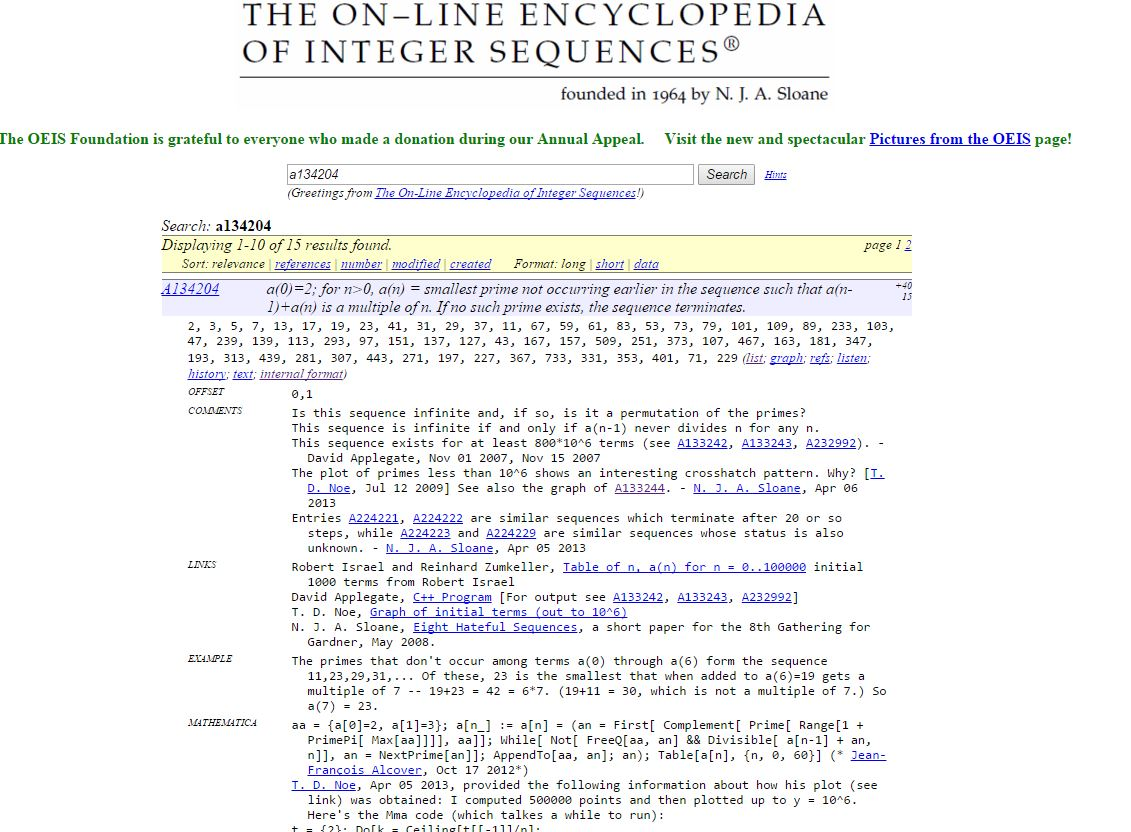 THE ON–LINE ENCYCLOPEDIA
OF INTEGER SEQUENCES®
founded in 1964 by N. J. A. Sloane
The OEIS Foundation is grateful to everyone who made a donation during our Annual Appeal. Visit the new and spectacular Pictures from the OEIS page!
a134204 Search Hints
(Greetings from The On-Line Encyclopedia of Integer Sequences!)
Search: a134204
Displaying 1-10 of 15 results found. page 1 2
Sort: relevance | references | number | modified | created Format: long | short | data
A134204 a(0)=2; for n>0, a(n) = smallest prime not occurring earlier in the sequence such that a(n- +40
1)+a(n) is a multiple of n. If no such prime exists, the sequence terminates. 15
2, 3, 5, 7, 13, 17, 19, 23, 41, 31, 29, 37, 11, 67, 59, 61, 83, 53, 73, 79, 101, 109, 89, 233, 103,
47, 239, 139, 113, 293, 97, 151, 137, 127, 43, 167, 157, 509, 251, 373, 107, 467, 163, 181, 347,
193, 313, 439, 281, 307, 443, 271, 197, 227, 367, 733, 331, 353, 401, 71, 229 (list; graph; refs; listen;
history; text; internal format)
OFFSET 0,1
COMMENTS Is this sequence infinite and, if so, is it a permutation of the primes?
This sequence is infinite if and only if a(n-1) never divides n for any n.
This sequence exists for at least 800*10^6 terms (see A133242, A133243, A232992). -
David Applegate, Nov 01 2007, Nov 15 2007
The plot of primes less than 10^6 shows an interesting crosshatch pattern. Why? [T.
D. Noe, Jul 12 2009] See also the graph of A133244. - N. J. A. Sloane, Apr 06
2013
Entries A224221, A224222 are similar sequences which terminate after 20 or so
steps, while A224223 and A224229 are similar sequences whose status is also
unknown. - N. J. A. Sloane, Apr 05 2013
LINKS Robert Israel and Reinhard Zumkeller, Table of n, a(n) for n = 0..100000 initial
1000 terms from Robert Israel
David Applegate, C++ Program [For output see A133242, A133243, A232992]
T. D. Noe, Graph of initial terms (out to 10^6)
N. J. A. Sloane, Eight Hateful Sequences, a short paper for the 8th Gathering for
Gardner, May 2008.
EXAMPLE The primes that don't occur among terms a(0) through a(6) form the sequence
11,23,29,31,... Of these, 23 is the smallest that when added to a(6)=19 gets a
multiple of 7 -- 19+23 = 42 = 6*7. (19+11 = 30, which is not a multiple of 7.) So
a(7) = 23.
MATHEMATICA aa = {a[0]=2, a[1]=3}; a[n_] := a[n] = (an = First[ Complement[ Prime[ Range[1 +
PrimePi[ Max[aa]]]], aa]]; While[ Not[ FreeQ[aa, an] && Divisible[ a[n-1] + an,
n]], an = NextPrime[an]]; AppendTo[aa, an]; an); Table[a[n], {n, 0, 60}] (* Jean-
François Alcover, Oct 17 2012*)
T. D. Noe, Apr 05 2013, provided the following information about how his plot (see
link) was obtained: I computed 500000 points and then plotted up to y = 10^6.
Here's the Mma code (which talkes a while to run):
t = {2}; Do[k = Ceiling[t[[-1]]/n];